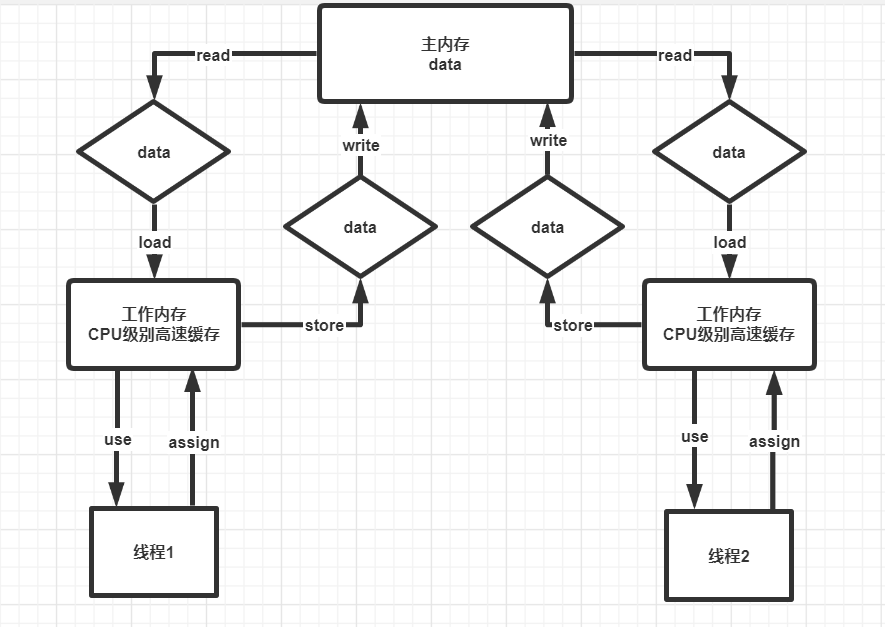 主内存
data
read
read
write
write
data
data
data
data
load
load
工作内存
CPU级别高速缓存
工作内存
CPU级别高速缓存
store
store
use
assign
use
assign
线程1
线程2